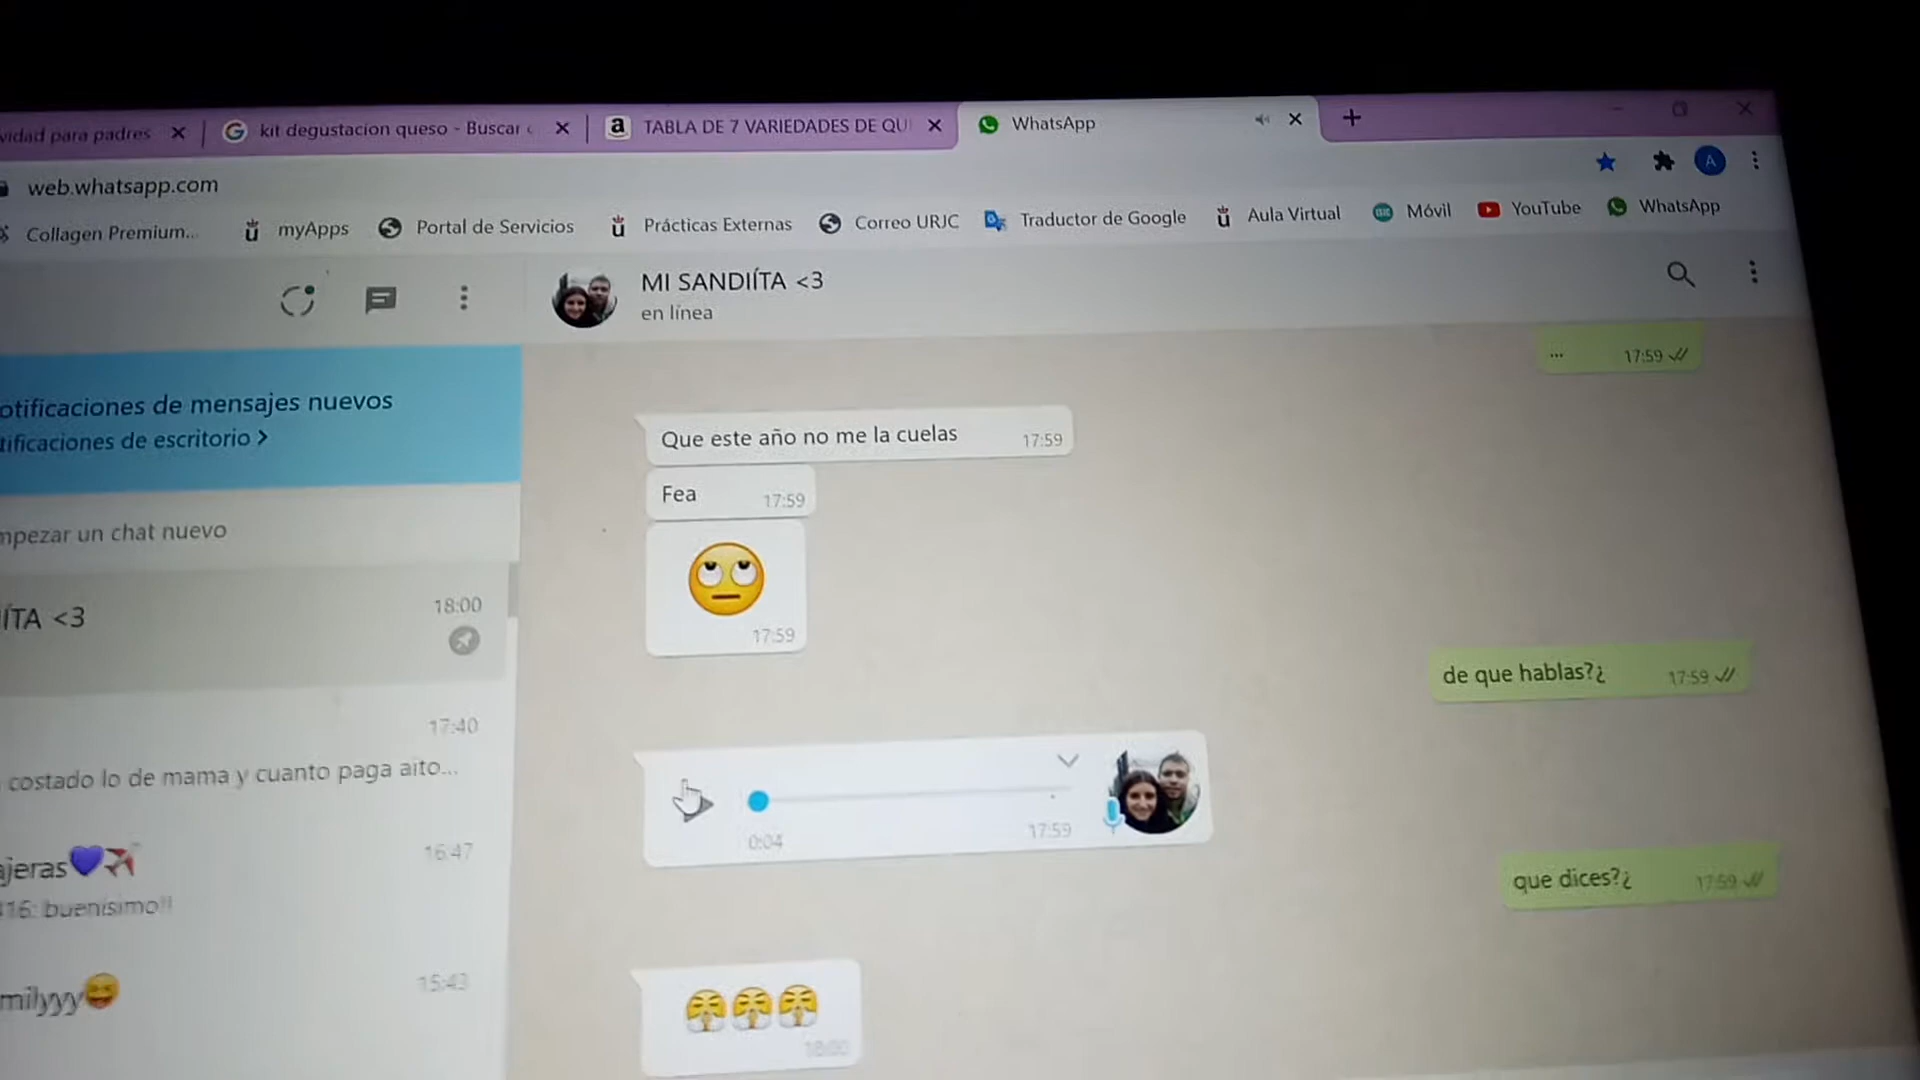 vidad para padres
kit degustacion queso - Buscar
TABLA DE 7 VARIEDADES DE QU
WhatsApp
web.whatsapp.com
Collagen Premium...
myApps
Portal de Servicios
Prácticas Externas
Correo URJC
Traductor de Google
Aula Virtual
Móvil
YouTube
WhatsApp
MI SANDIÍTA <3
en línea
otificaciones de mensajes nuevos
tificaciones de escritorio >
mpezar un chat nuevo
ÍTA <3
18:00
17:40
costado lo de mama y cuanto paga aito...
jeras💜✈
16:47
416: buenísimo!!
milyyy😄
15:43
... 17:59
Que este año no me la cuelas 17:59
Fea 17:59
🙄
17:59
de que hablas?¿ 17:59
0:04 17:59
que dices?¿ 17:59
😤😤😤
18:00